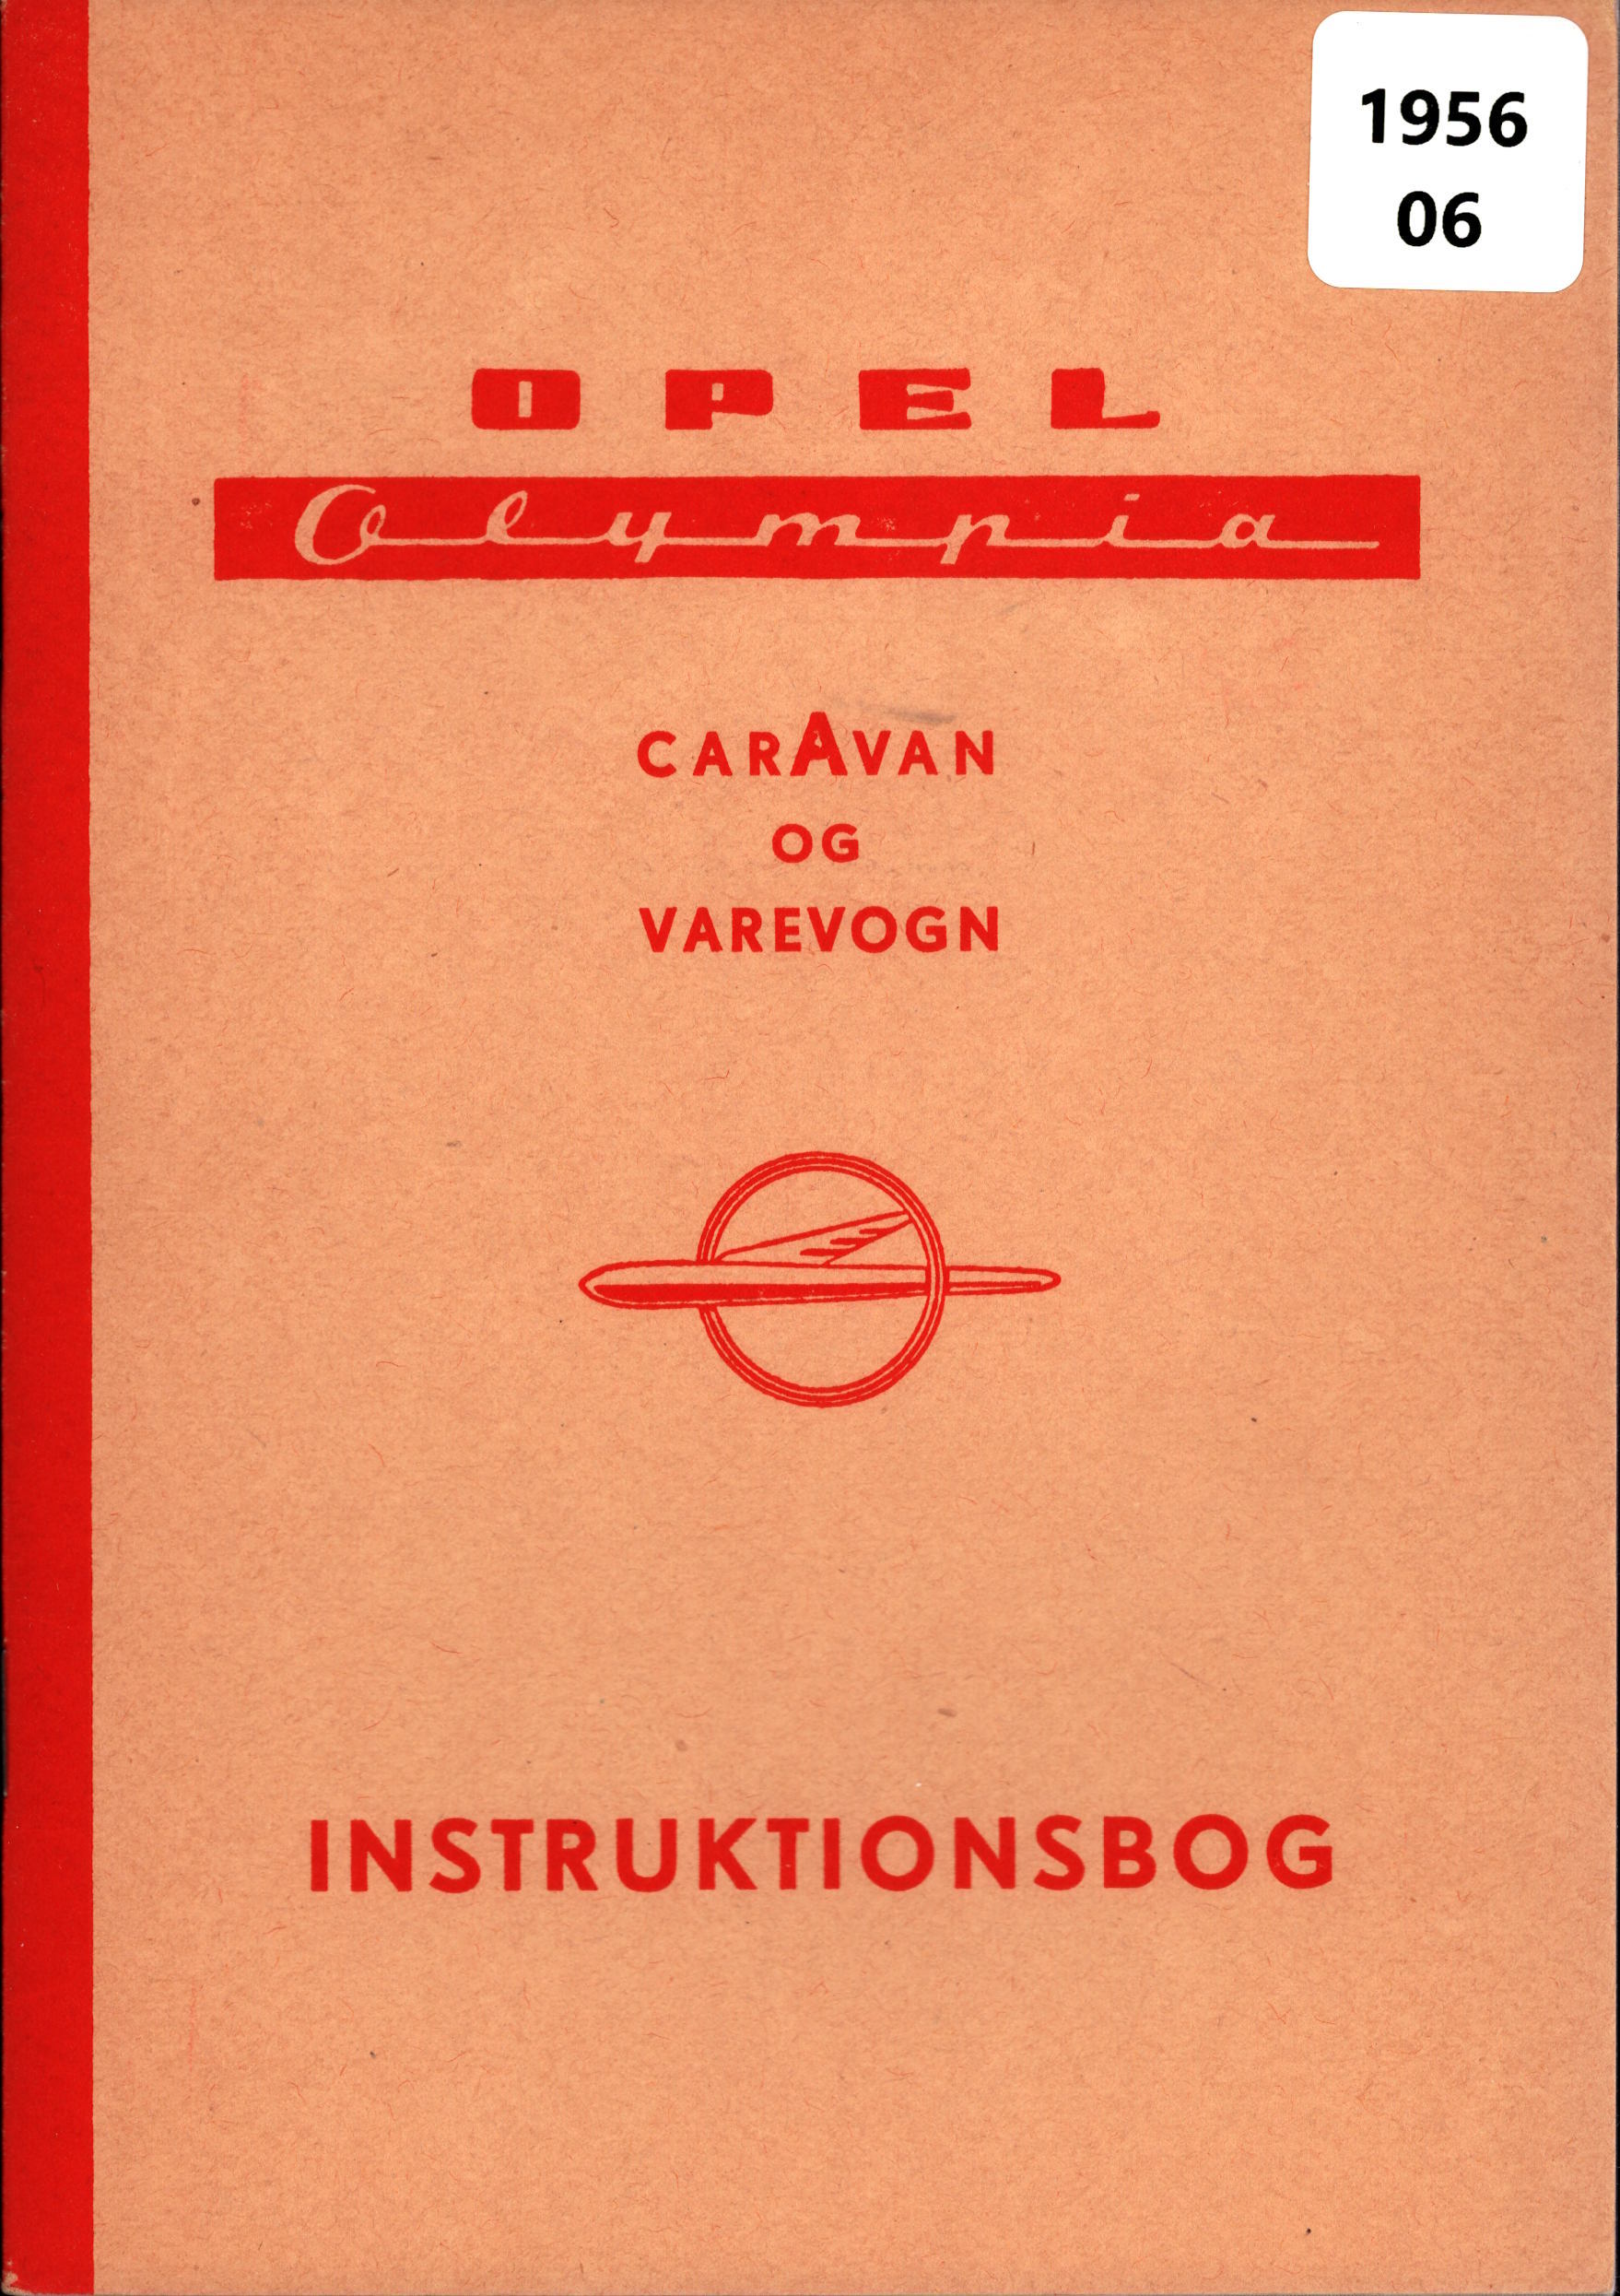 1956
06
OPEL
Olympia
CARAVAN
OG
VAREVOGN
INSTRUKTIONSBOG